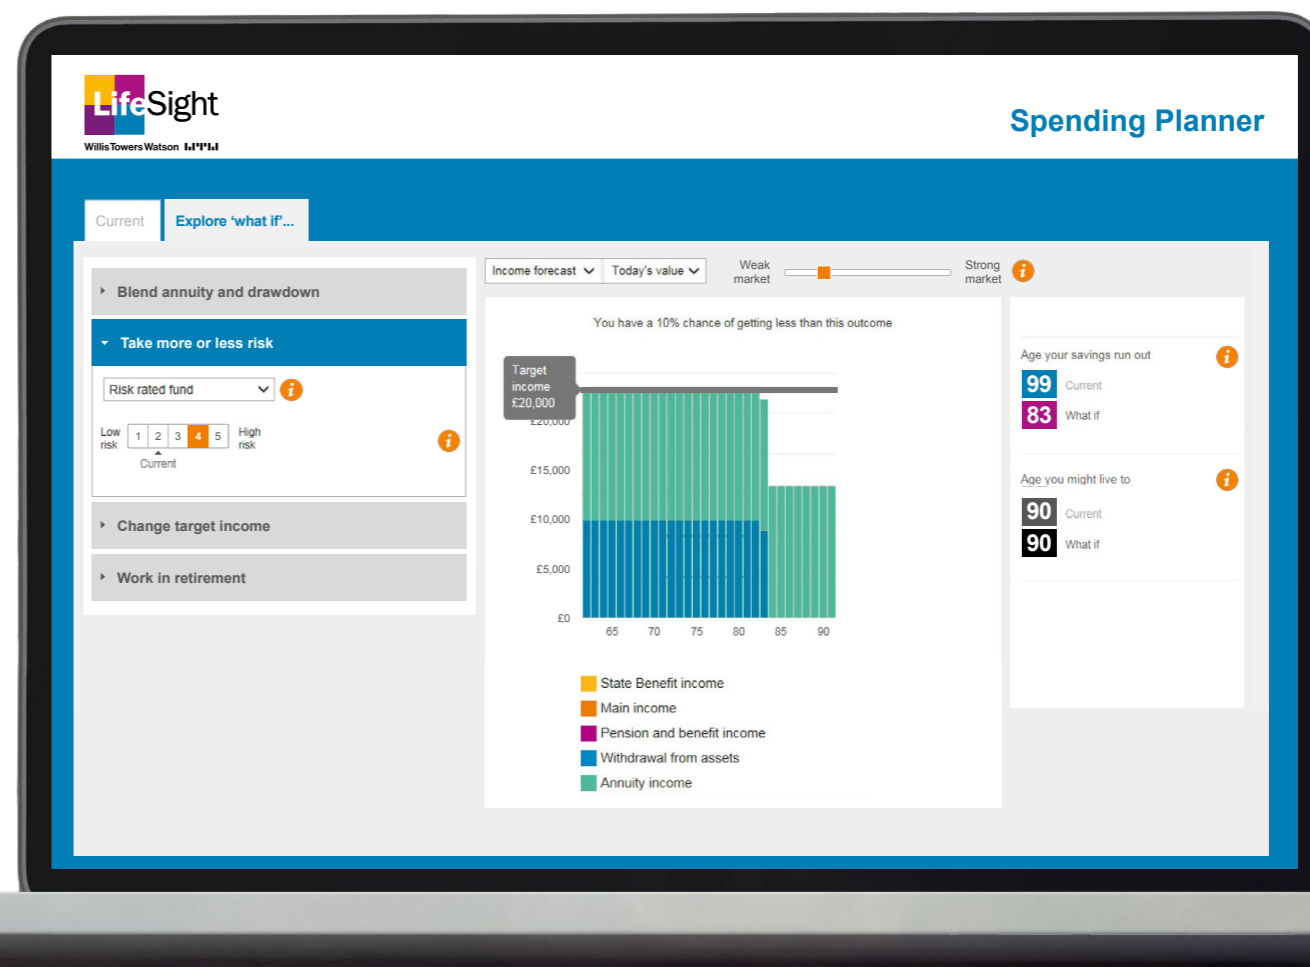 LifeSight
WillisTowersWatson
Spending Planner
Current
Explore ‘what if’...
Blend annuity and drawdown
Take more or less risk
Risk rated fund
i
Low
risk
1 2 3 4 5
High
risk
i
Current
Change target income
Work in retirement
Income forecast
Today's value
Weak
market
Strong
market
i
You have a 10% chance of getting less than this outcome
Target
income
£20,000
£20,000
£15,000
£10,000
£5,000
£0
65 70 75 80 85 90
State Benefit income
Main income
Pension and benefit income
Withdrawal from assets
Annuity income
Age your savings run out
i
99 Current
83 What if
Age you might live to
i
90 Current
90 What if